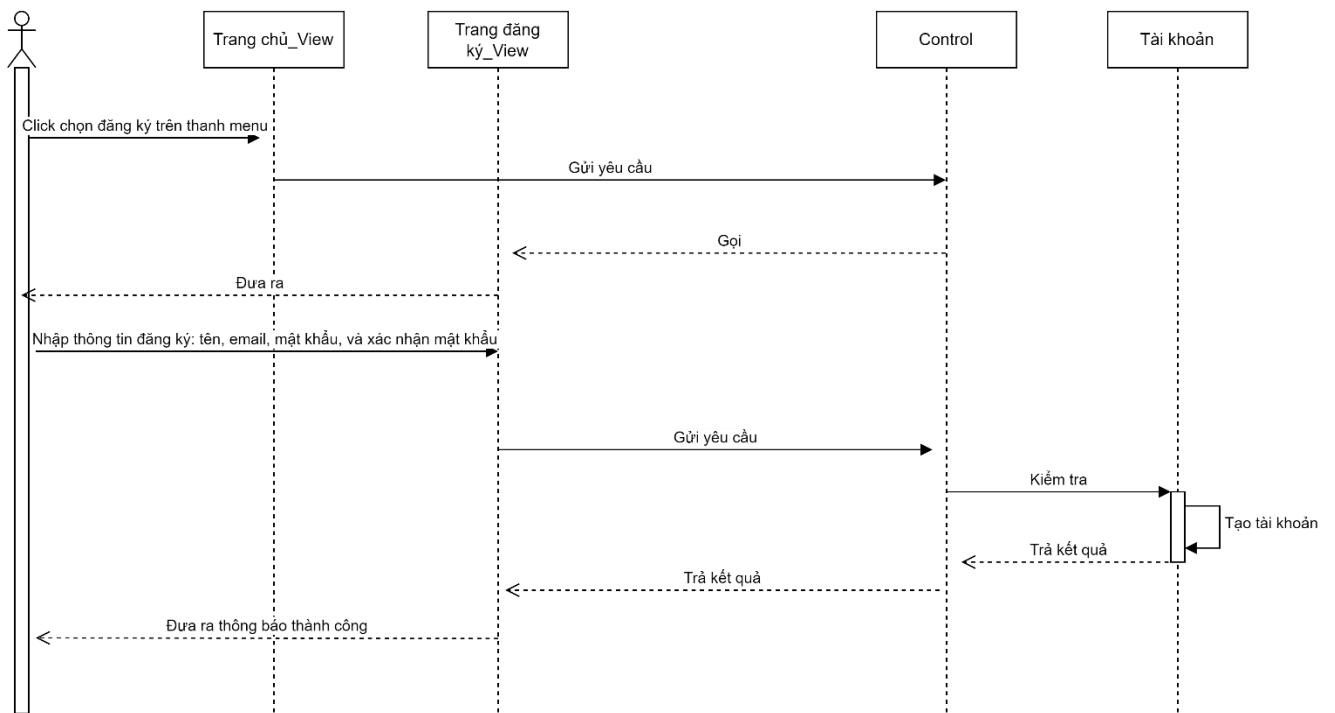 Trang chủ_View
Trang đăng
ký_View
Control
Tài khoản
Click chọn đăng ký trên thanh menu
Gửi yêu cầu
Gọi
Đưa ra
Nhập thông tin đăng ký: tên, email, mật khẩu, và xác nhận mật khẩu
Gửi yêu cầu
Kiểm tra
Tạo tài khoản
Trả kết quả
Trả kết quả
Đưa ra thông báo thành công